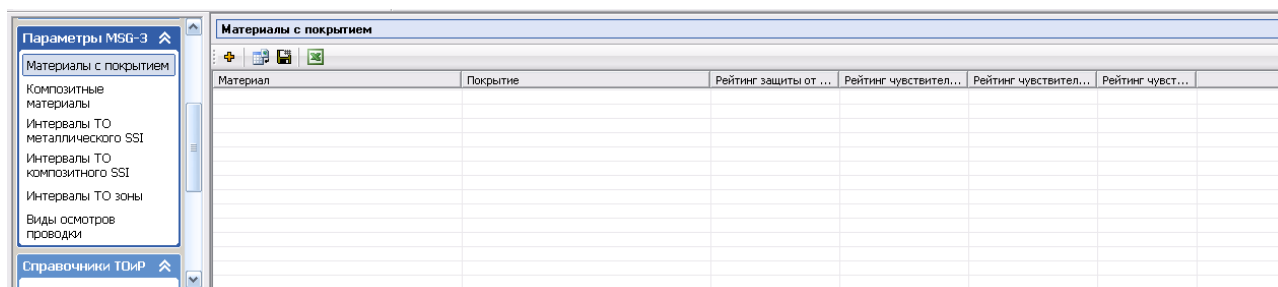 Параметры MSG-3
Материалы с покрытием
Композитные
материалы
Интервалы ТО
металлического SSI
Интервалы ТО
композитного SSI
Интервалы ТО зоны
Виды осмотров
проводки
Справочники ТОиР
Материалы с покрытием
Материал Покрытие Рейтинг защиты от ... Рейтинг чувствител... Рейтинг чувствител... Рейтинг чувст...